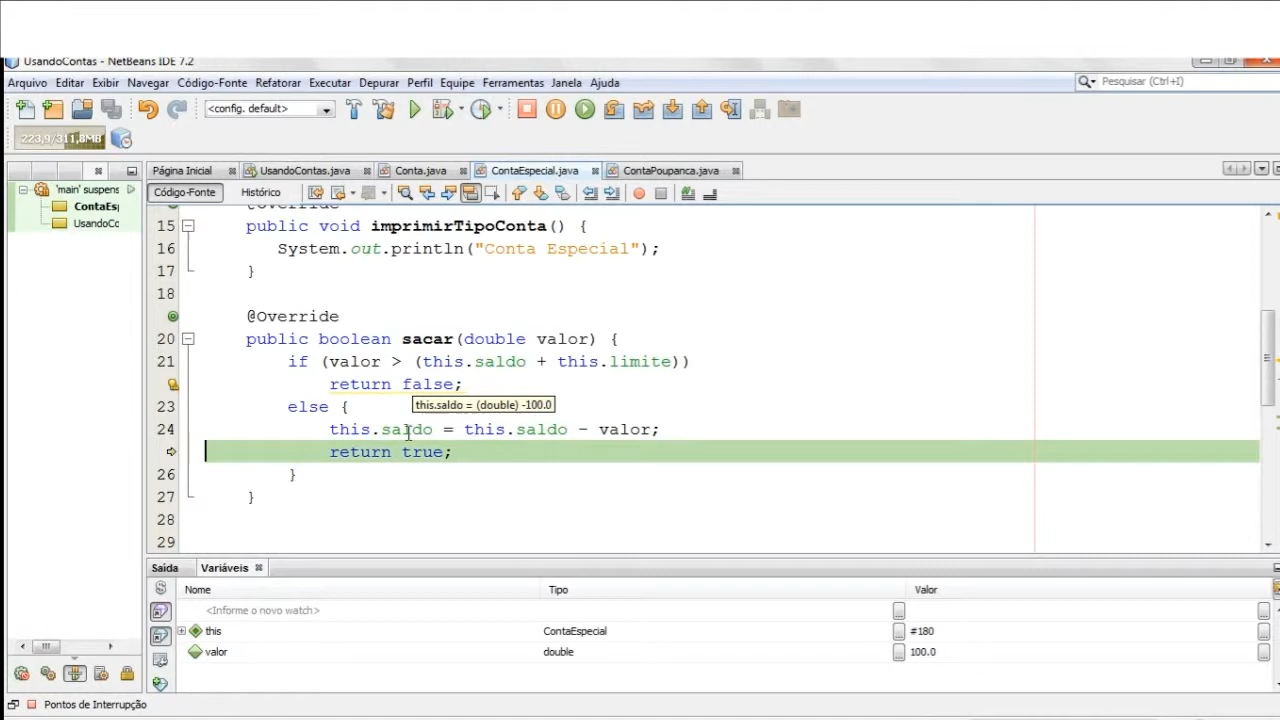 UsandoContas - NetBeans IDE 7.2
Arquivo Editar Exibir Navegar Código-Fonte Refatorar Executar Depurar Perfil Equipe Ferramentas Janela Ajuda
Pesquisar (Ctrl+I)
<config. default>
223,9/311,8MB
Página Inicial UsandoContas.java Conta.java ContaEspecial.java ContaPoupanca.java
'main' suspens
ContaEs
UsandoCo
Código-Fonte Histórico
@Override
15 public void imprimirTipoConta() {
16 System.out.println("Conta Especial");
17 }
18
@Override
20 public boolean sacar(double valor) {
21 if (valor > (this.saldo + this.limite))
return false;
23 else {
this.saldo = (double) -100.0
24 this.saldo = this.saldo - valor;
return true;
26 }
27 }
28
29
Saída Variáveis
Nome Tipo Valor
<Informe o novo watch>
this ContaEspecial #180
valor double 100.0
Pontos de Interrupção